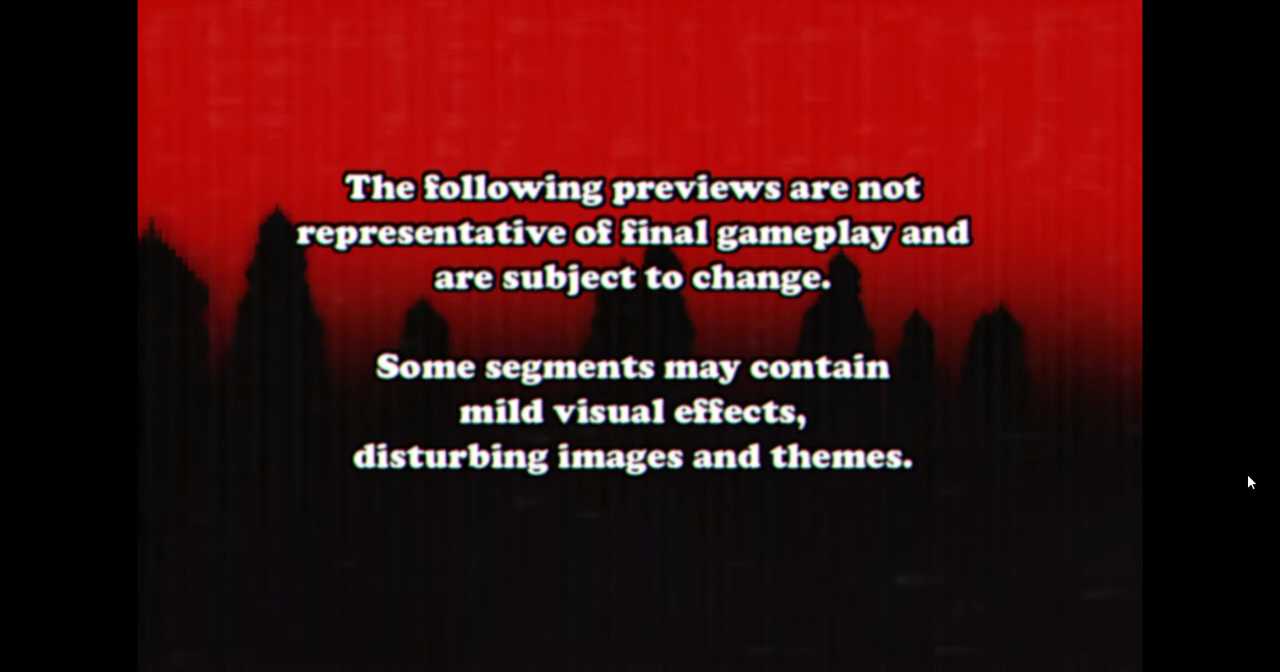 The following previews are not
representative of final gameplay and
are subject to change.
Some segments may contain
mild visual effects,
disturbing images and themes.